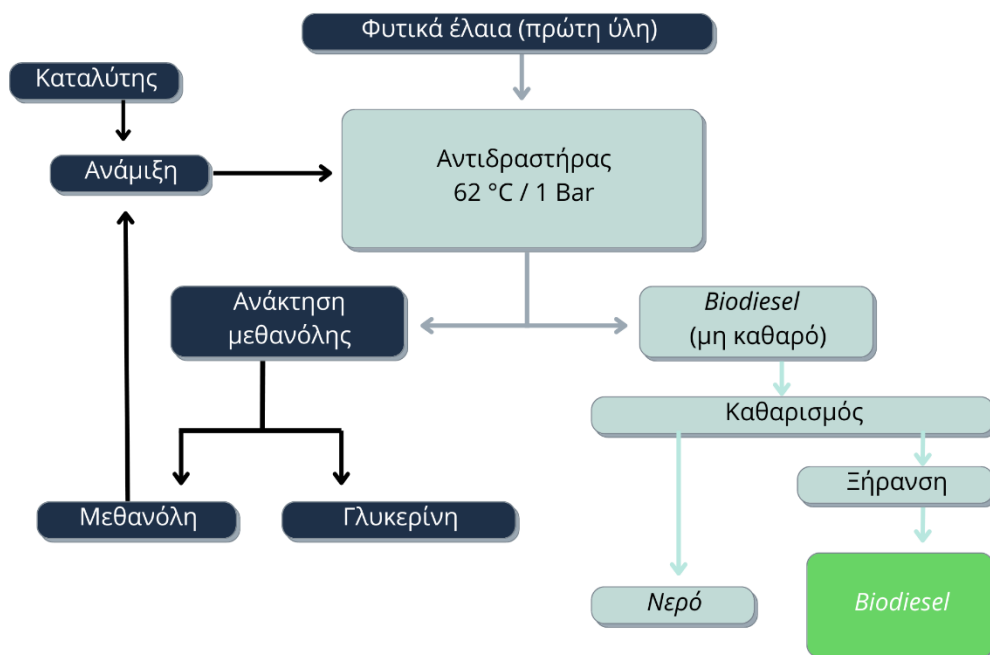 Φυτικά έλαια (πρώτη ύλη)
Καταλύτης
Ανάμιξη
Αντιδραστήρας
62 °C / 1 Bar
Ανάκτηση
μεθανόλης
Biodiesel
(μη καθαρό)
Καθαρισμός
Ξήρανση
Μεθανόλη
Γλυκερίνη
Νερό
Biodiesel